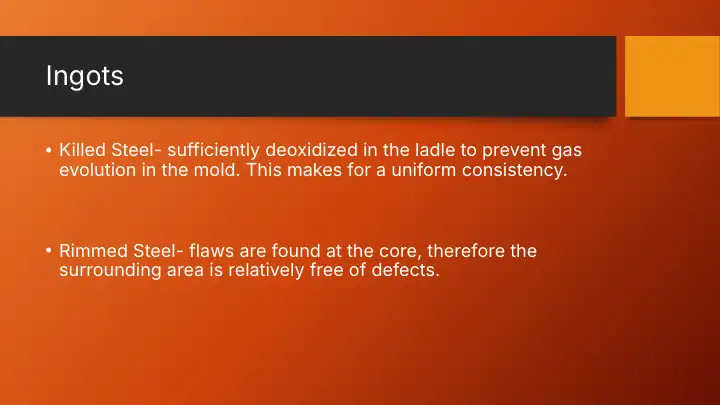 Ingots
• Killed Steel- sufficiently deoxidized in the ladle to prevent gas
evolution in the mold. This makes for a uniform consistency.
• Rimmed Steel- flaws are found at the core, therefore the
surrounding area is relatively free of defects.